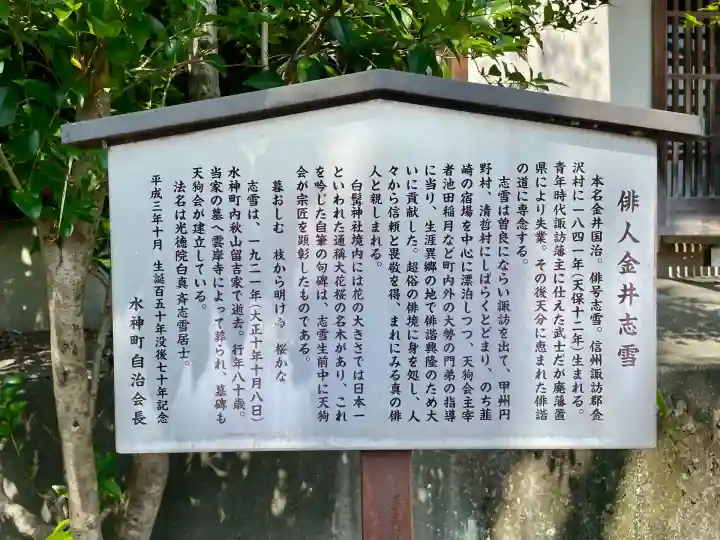 俳人金井志雪
本名金井国治。俳号志雪。信州諏訪郡金
沢村に一八四一年（天保十二年）生まれる。
青年時代諏訪藩主に仕えた武士だが廃藩置
県により失業。その後天分に恵まれた俳諧
の道に専念する。
志雪は曽良にならい諏訪を出て、甲州円
野村、清哲村にしばらくとどまり、のち韮
崎の宿場を中心に漂泊しつつ、天狗会主宰
者池田稲月など町内外の大勢の門弟の指導
に当り、生涯異郷の地で俳諧興隆のため大
いに貢献した。超俗の俳境に身を処し、人
々から信頼と畏敬を得、まれにみる真の俳
人と親しまれる。
白髭神社境内には花の大きさでは日本一
といわれた通称大花桜の名木があり、これ
を吟じた自筆の句碑は、志雪生前中に天狗
会が宗匠を顕彰したものである。
暮おしむ 枝から明ける 桜かな
志雪は、一九二一年（大正十年十月八日）
水神町内秋山留吉家で逝去。行年八十歳。
当家の墓へ雲岸寺によって葬られ、墓碑も
天狗会が建立している。
法名は光徳院白真斉志雪居士。
平成三年十月 生誕百五十年没後七十年記念
水神町自治会長